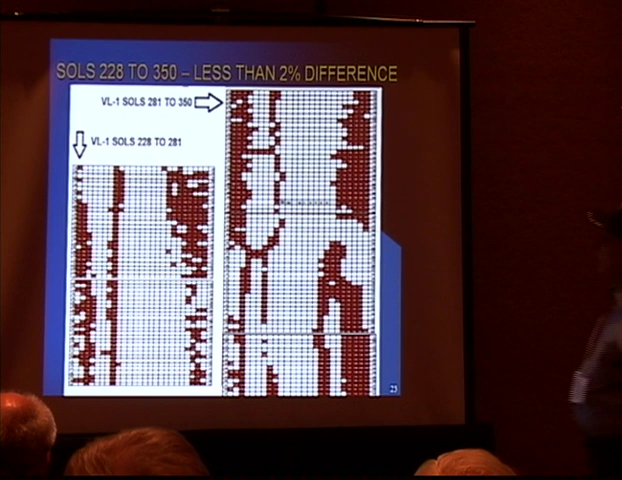 SOLS 228 TO 350 – LESS THAN 2% DIFFERENCE
VL-1 SOLS 281 TO 350
VL-1 SOLS 228 TO 281
23